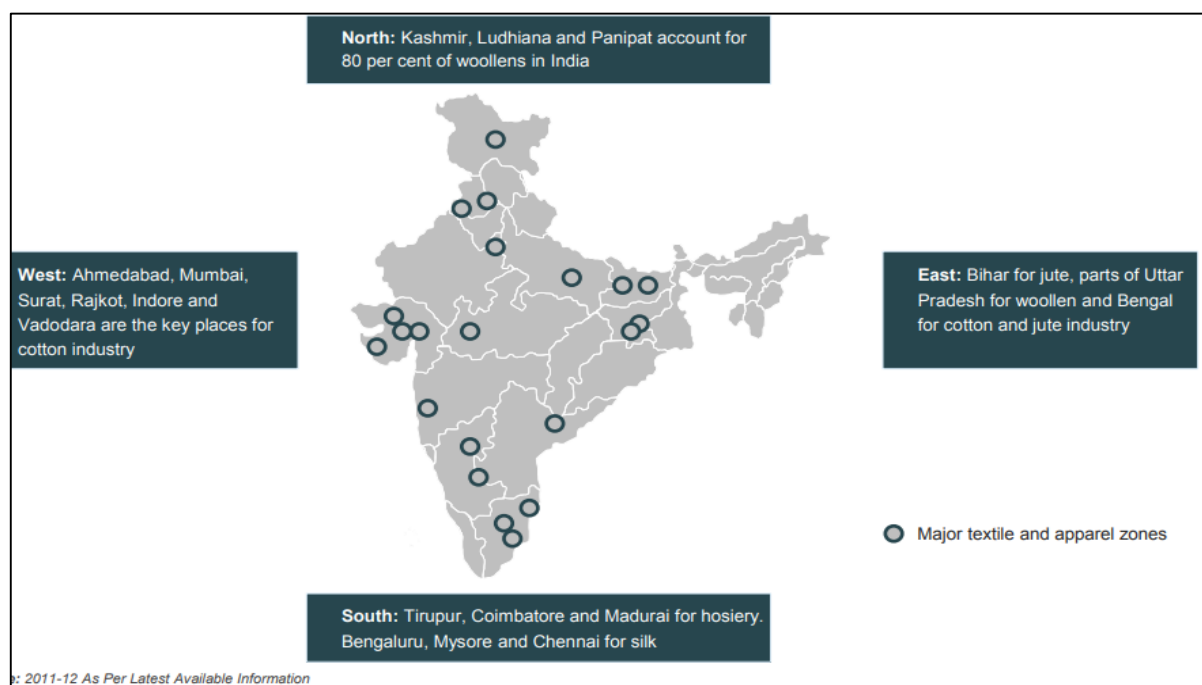 North: Kashmir, Ludhiana and Panipat account for
80 per cent of woollens in India
West: Ahmedabad, Mumbai,
Surat, Rajkot, Indore and
Vadodara are the key places for
cotton industry
East: Bihar for jute, parts of Uttar
Pradesh for woollen and Bengal
for cotton and jute industry
Major textile and apparel zones
South: Tirupur, Coimbatore and Madurai for hosiery.
Bengaluru, Mysore and Chennai for silk
: 2011-12 As Per Latest Available Information